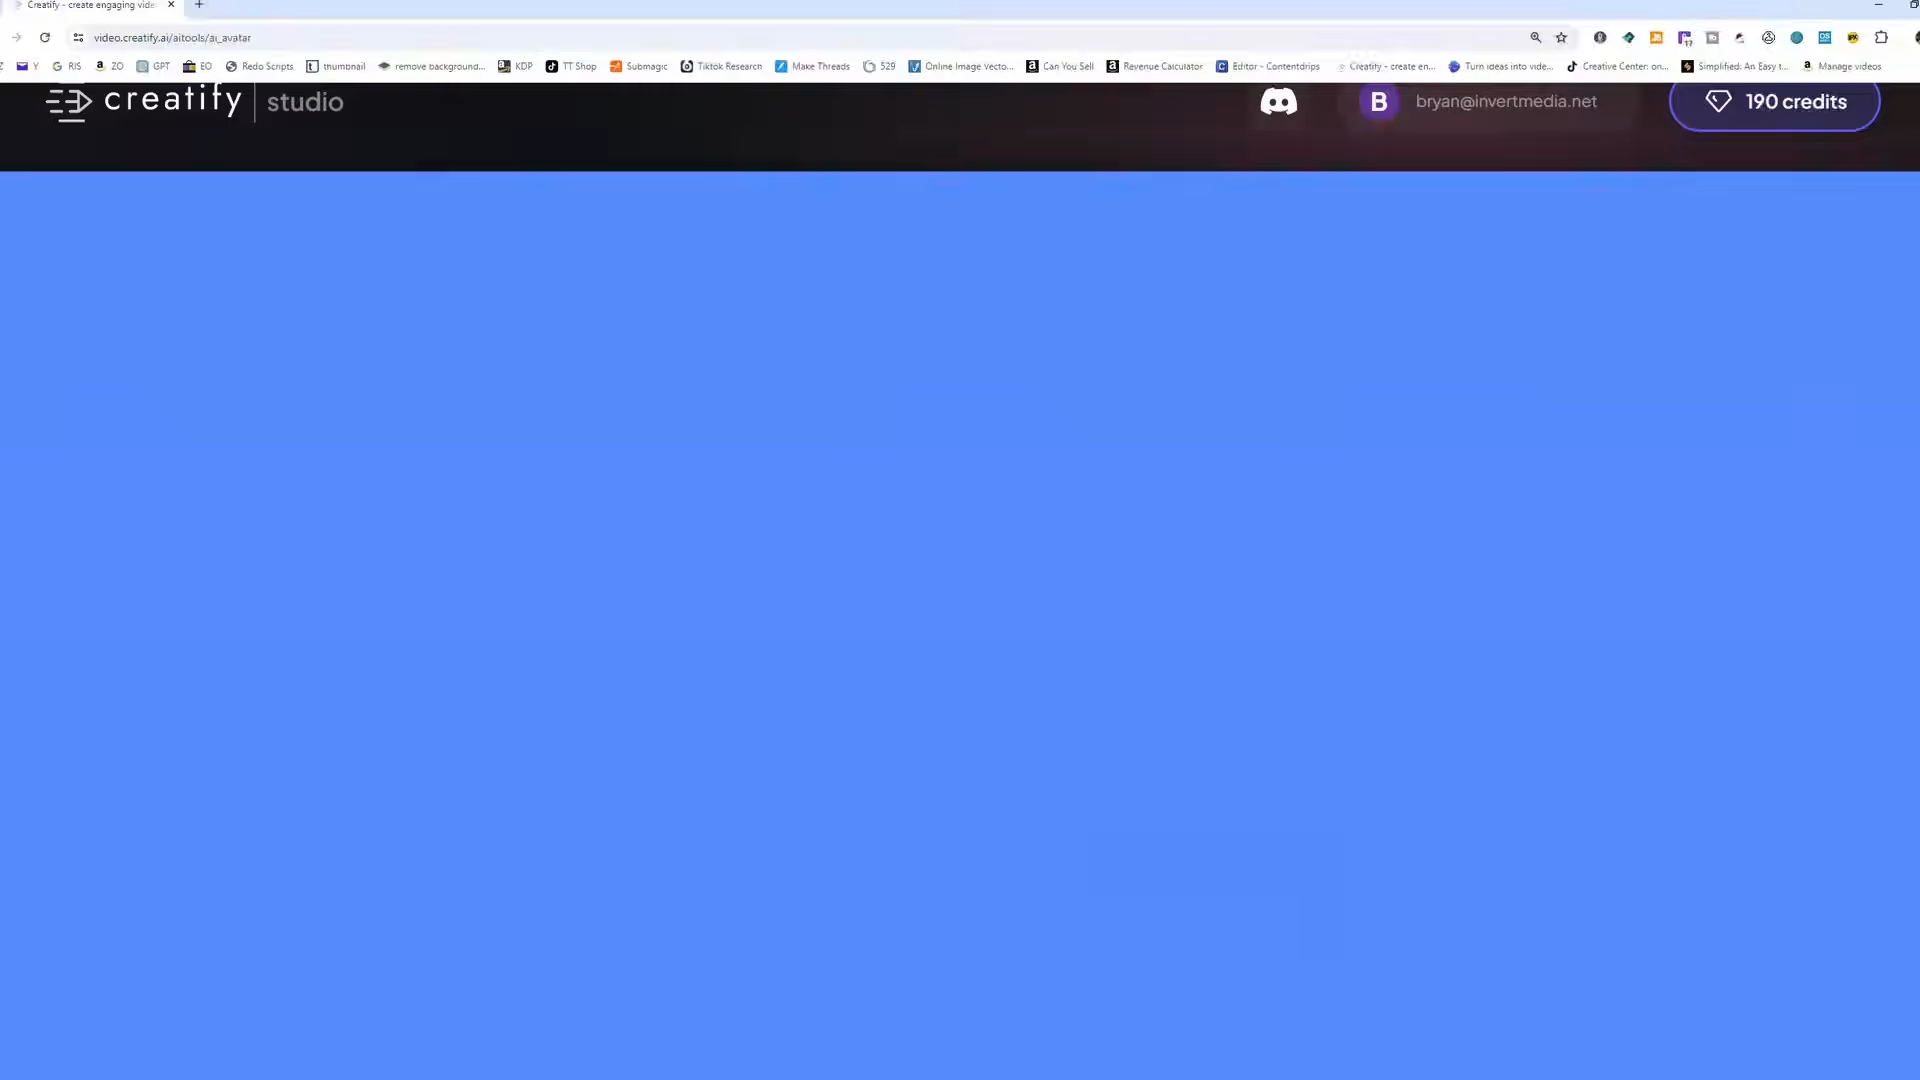 Creatify - create engaging vide
video.creatify.ai/aitools/ai_avatar
Y RIS ZO GPT EO Redo Scripts thumbnail remove background... KDP TT Shop Submagic Tiktok Research Make Threads 529 Online Image Vecto... Can You Sell Revenue Calculator Editor - Contentdrips Creatify - create en... Turn ideas into vide... Creative Center: on... Simplified: An Easy t... Manage videos
creatify studio B bryan@invertmedia.net 190 credits